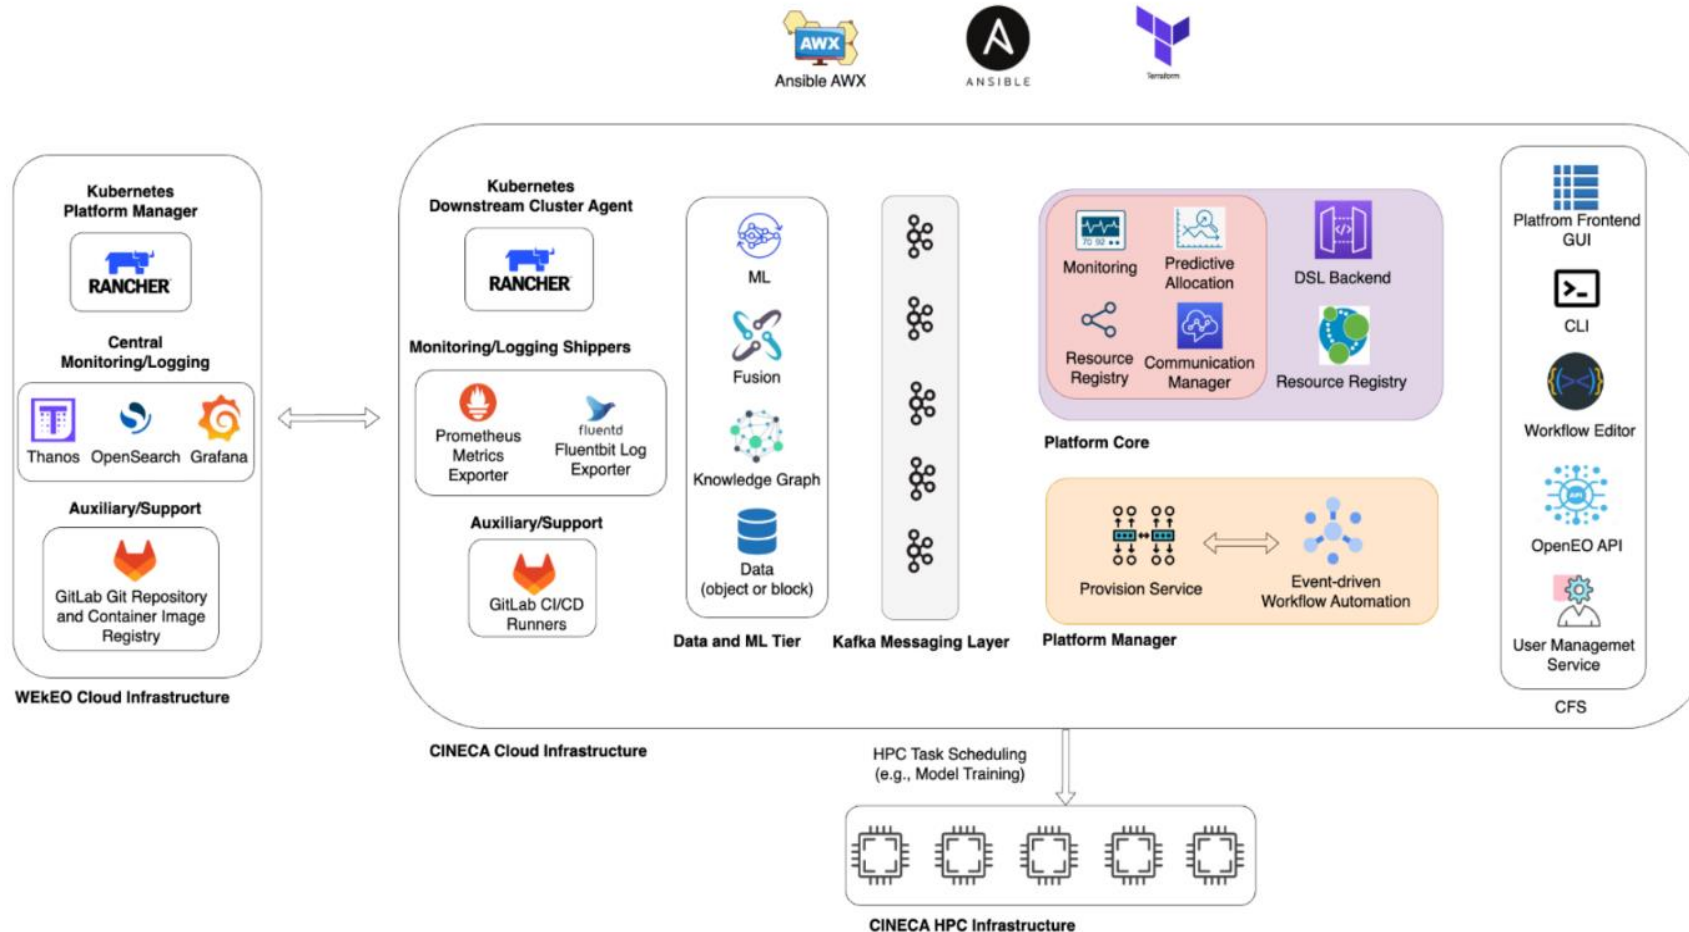 AWX
Ansible AWX
ANSIBLE
Terraform
Kubernetes
Platform Manager
RANCHER
Central
Monitoring/Logging
Thanos
OpenSearch
Grafana
Auxiliary/Support
GitLab Git Repository
and Container Image
Registry
WEkEO Cloud Infrastructure
Kubernetes
Downstream Cluster Agent
RANCHER
Monitoring/Logging Shippers
Prometheus
Metrics
Exporter
fluentd
Fluentbit Log
Exporter
Auxiliary/Support
GitLab CI/CD
Runners
CINECA Cloud Infrastructure
ML
Fusion
Knowledge Graph
Data
(object or block)
Data and ML Tier
Kafka Messaging Layer
70 92
Monitoring
Predictive
Allocation
Resource
Registry
Communication
Manager
DSL Backend
Resource Registry
Platform Core
Provision Service
Event-driven
Workflow Automation
Platform Manager
Platfrom Frontend
GUI
CLI
Workflow Editor
API
OpenEO API
User Managemet
Service
CFS
HPC Task Scheduling
(e.g., Model Training)
CINECA HPC Infrastructure